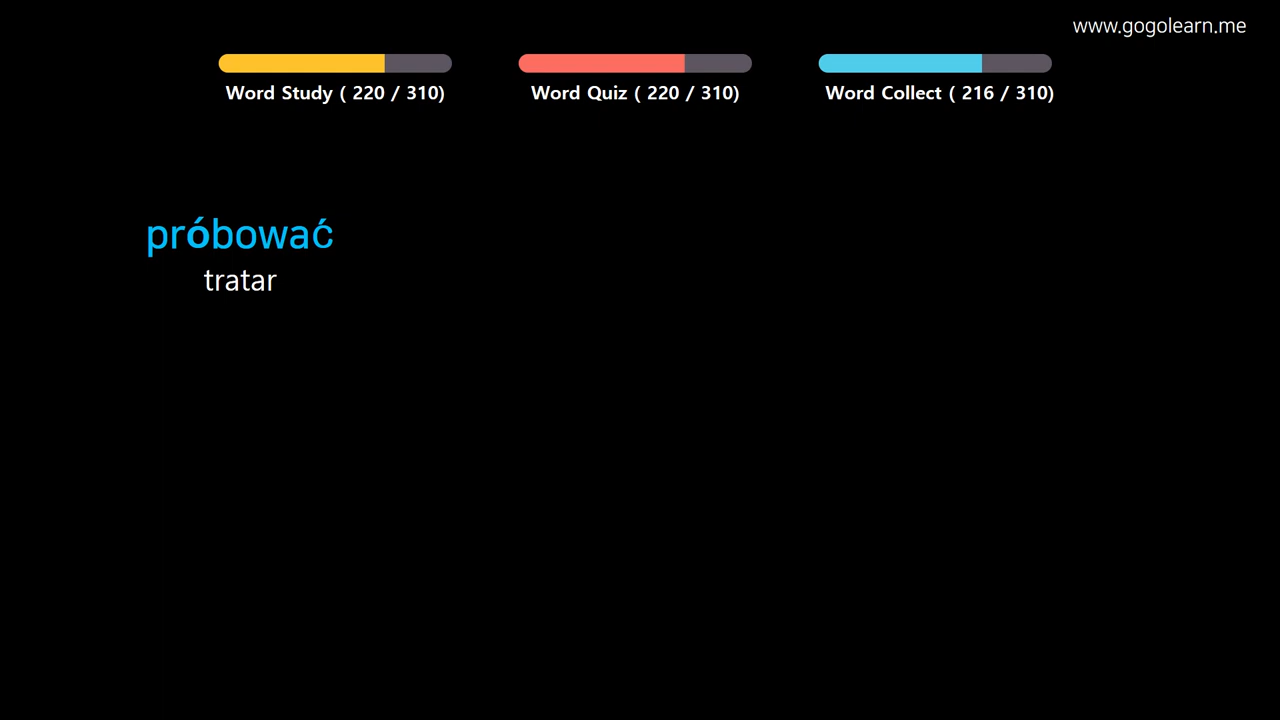 www.gogolearn.me
Word Study ( 220 / 310)
Word Quiz ( 220 / 310)
Word Collect ( 216 / 310)
próbować
tratar